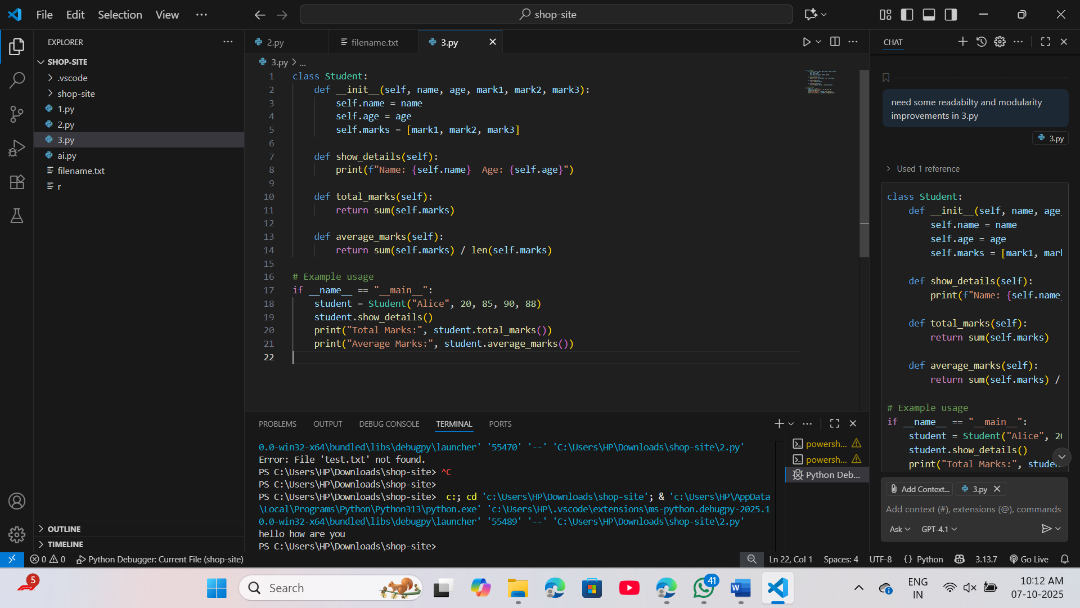 File Edit Selection View ··· shop-site
EXPLORER ···
SHOP-SITE
.vscode
shop-site
1.py
2.py
3.py
ai.py
filename.txt
r
OUTLINE
TIMELINE
2.py filename.txt 3.py
3.py > ...
1 class Student:
2 def __init__(self, name, age, mark1, mark2, mark3):
3 self.name = name
4 self.age = age
5 self.marks = [mark1, mark2, mark3]
6
7 def show_details(self):
8 print(f"Name: {self.name}  Age: {self.age}")
9
10 def total_marks(self):
11 return sum(self.marks)
12
13 def average_marks(self):
14 return sum(self.marks) / len(self.marks)
15
16 # Example usage
17 if __name__ == "__main__":
18 student = Student("Alice", 20, 85, 90, 88)
19 student.show_details()
20 print("Total Marks:", student.total_marks())
21 print("Average Marks:", student.average_marks())
22
PROBLEMS OUTPUT DEBUG CONSOLE TERMINAL PORTS
0.0-win32-x64\bundled\libs\debugpy\launcher' '55470' '--' 'C:\Users\HP\Downloads\shop-site\2.py'
Error: File 'test.txt' not found.
PS C:\Users\HP\Downloads\shop-site> ^C
PS C:\Users\HP\Downloads\shop-site>
PS C:\Users\HP\Downloads\shop-site>  c:; cd 'c:\Users\HP\Downloads\shop-site'; & 'c:\Users\HP\AppData
\Local\Programs\Python\Python313\python.exe' 'c:\Users\HP\.vscode\extensions\ms-python.debugpy-2025.1
0.0-win32-x64\bundled\libs\debugpy\launcher' '55489' '--' 'C:\Users\HP\Downloads\shop-site\2.py'
hello how are you
PS C:\Users\HP\Downloads\shop-site>
powersh...
powersh...
Python Deb...
CHAT
need some readabilty and modularity
improvements in 3.py
3.py
Used 1 reference
class Student:
def __init__(self, name, age
self.name = name
self.age = age
self.marks = [mark1, mark
def show_details(self):
print(f"Name: {self.name
def total_marks(self):
return sum(self.marks)
def average_marks(self):
return sum(self.marks) /
# Example usage
if __name__ == "__main__":
student = Student("Alice", 20
student.show_details()
print("Total Marks:", studen
Add Context... 3.py
Add context (#), extensions (@), commands
Ask GPT-4.1
0 0 Python Debugger: Current File (shop-site) Ln 22, Col 1 Spaces: 4 UTF-8 {} Python 3.13.7 Go Live
5 Search 41 ENG 10:12 AM
IN 07-10-2025